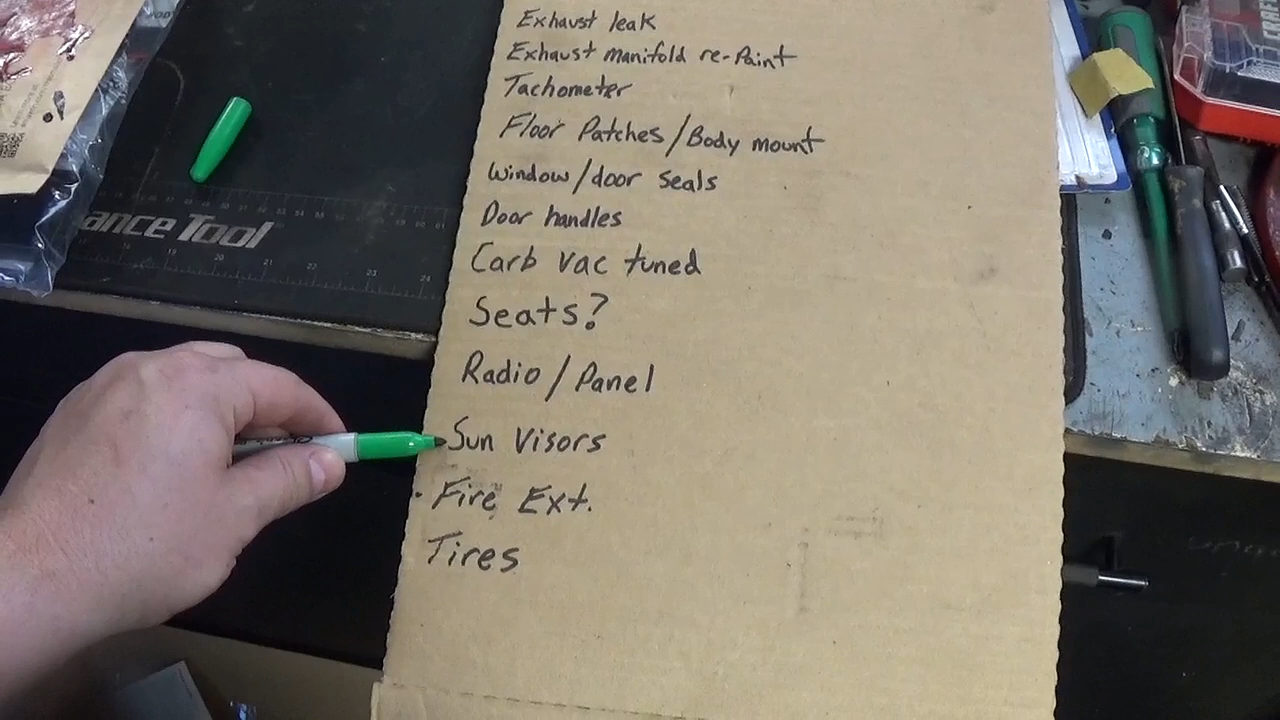 Exhaust leak
Exhaust manifold re-Paint
Tachometer
Floor Patches/Body mount
Window/door Seals
Door handles
Carb vac tuned
Seats?
Radio/Panel
Sun Visors
Fire Ext.
Tires
ance Tool